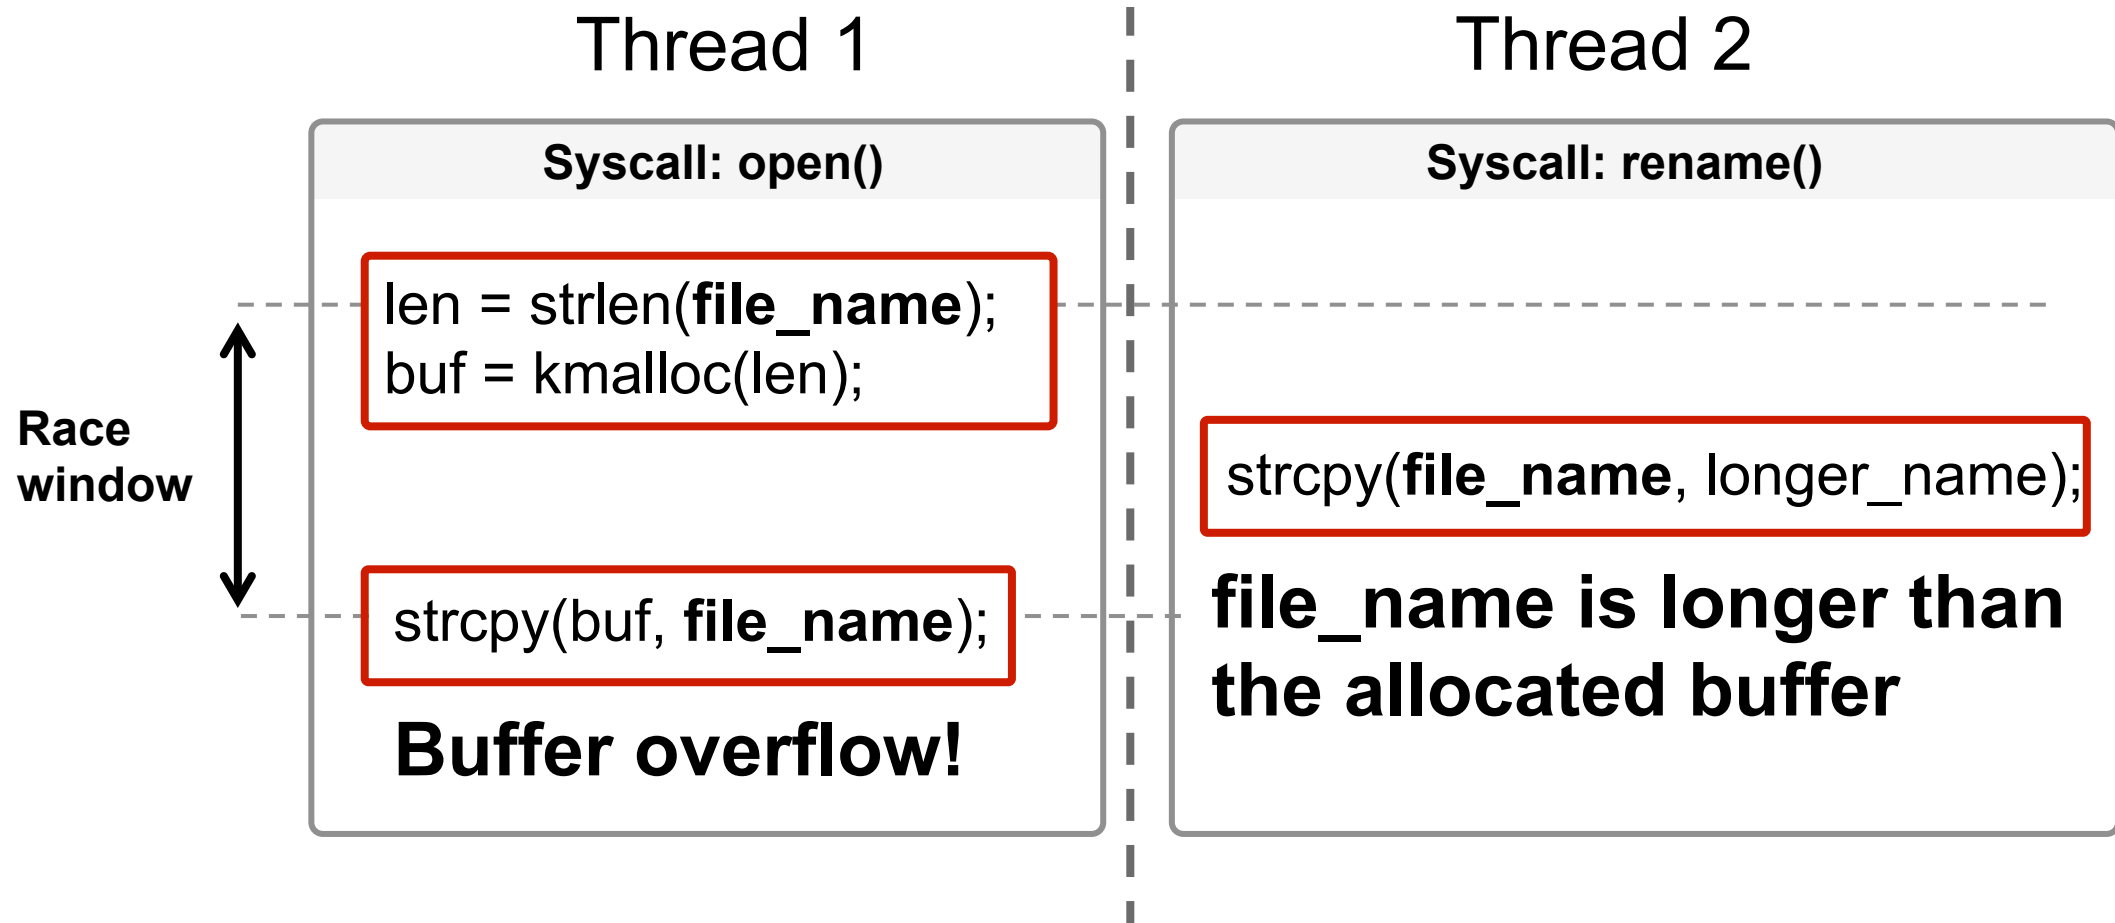 Thread 1
Thread 2
Syscall: open()
Syscall: rename()
len = strlen(file_name);
buf = kmalloc(len);
Race
window
strcpy(file_name, longer_name);
strcpy(buf, file_name);
file_name is longer than
the allocated buffer
Buffer overflow!